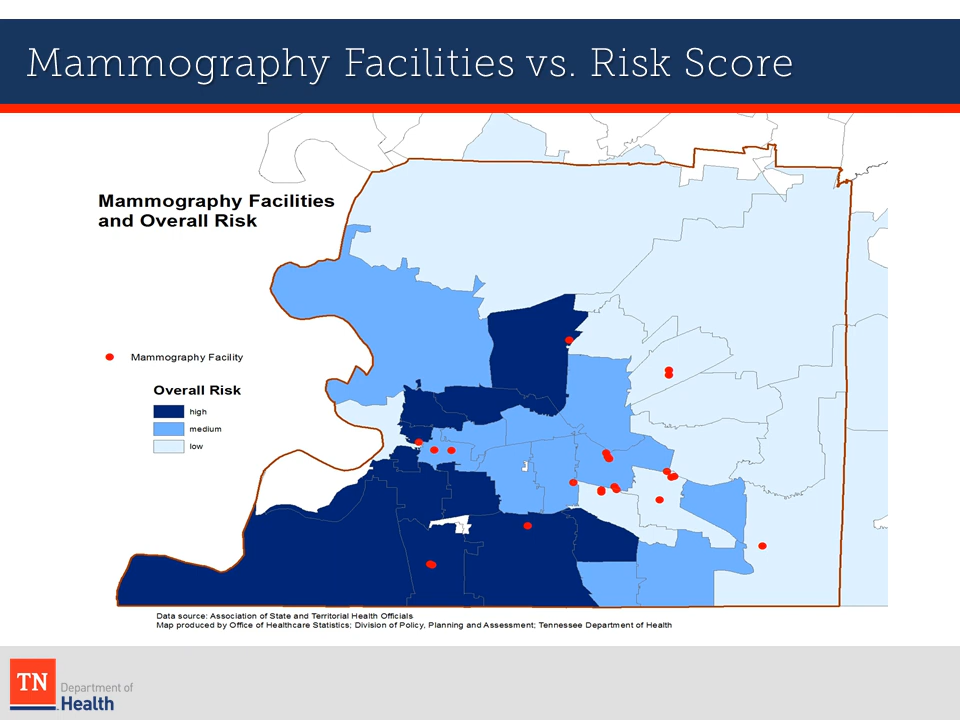 Mammography Facilities vs. Risk Score
Mammography Facilities
and Overall Risk
Mammography Facility
Overall Risk
high
medium
low
Data source: Association of State and Territorial Health Officials
Map produced by Office of Healthcare Statistics; Division of Policy, Planning and Assessment; Tennessee Department of Health
TN
Department of
Health